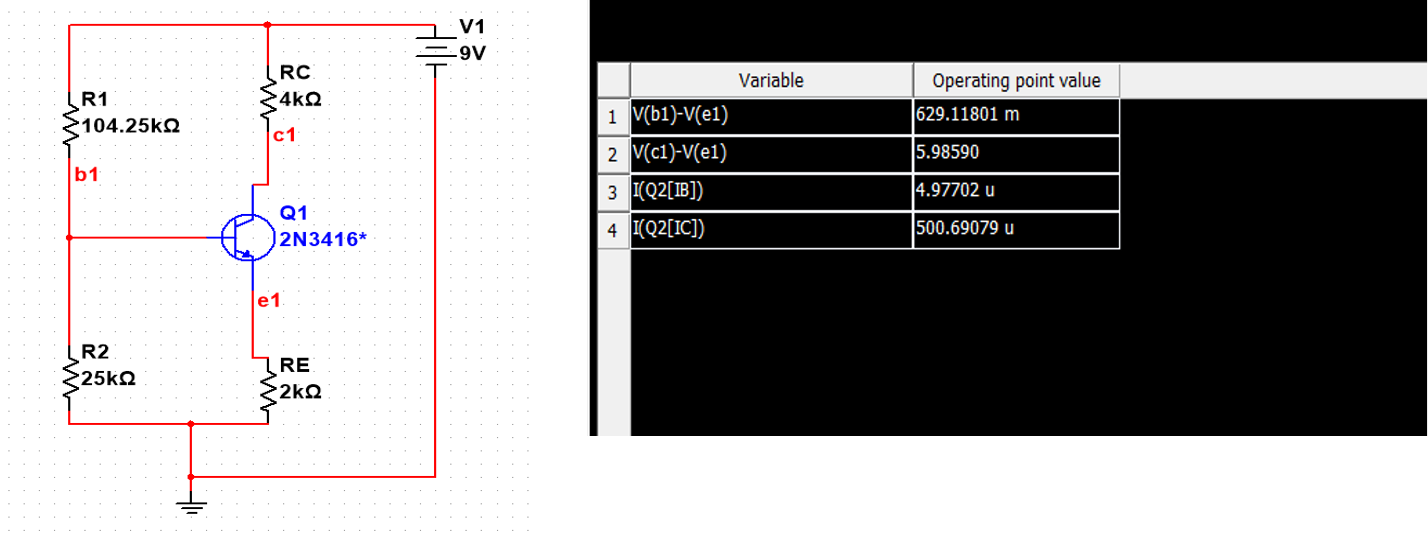 V1
9V
RC
4kΩ
c1
R1
104.25kΩ
b1
Q1
2N3416*
e1
R2
25kΩ
RE
2kΩ
Variable Operating point value
1 V(b1)-V(e1) 629.11801 m
2 V(c1)-V(e1) 5.98590
3 I(Q2[IB]) 4.97702 u
4 I(Q2[IC]) 500.69079 u